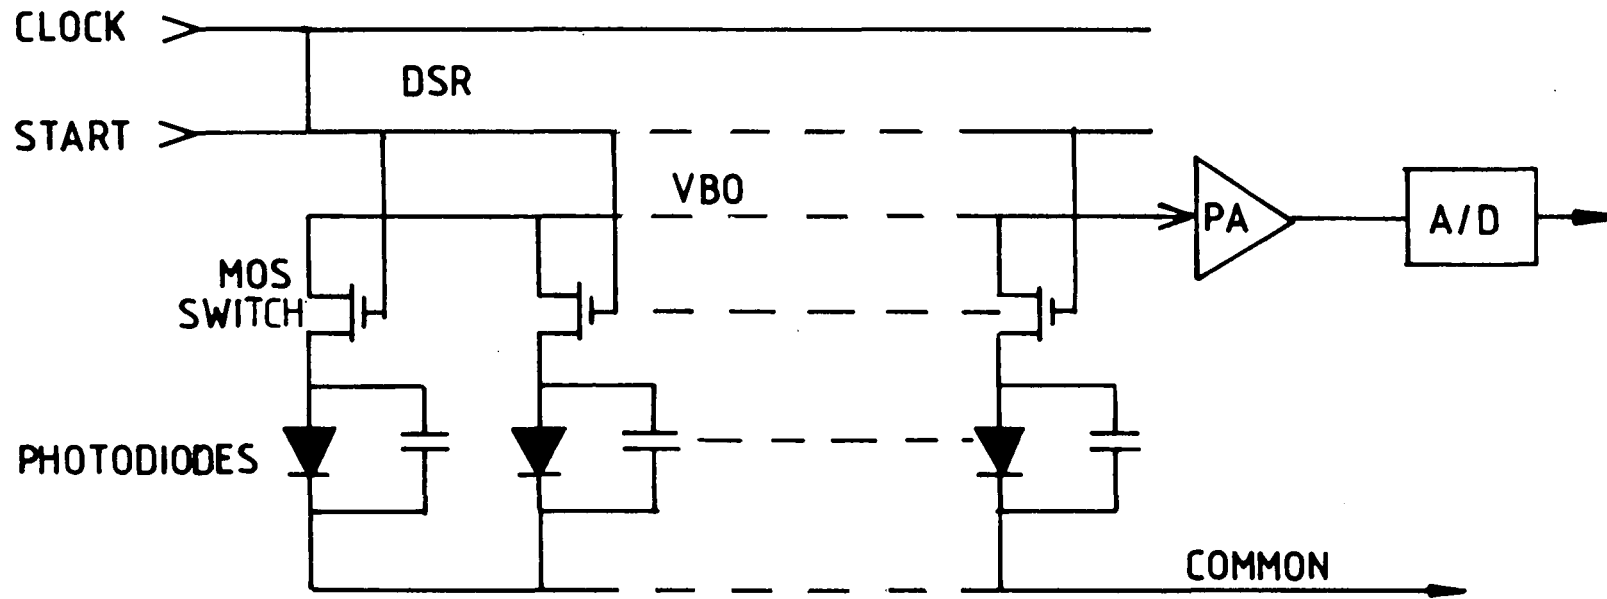 CLOCK
DSR
START
VBO
PA
A/D
MOS
SWITCH
PHOTODIODES
COMMON